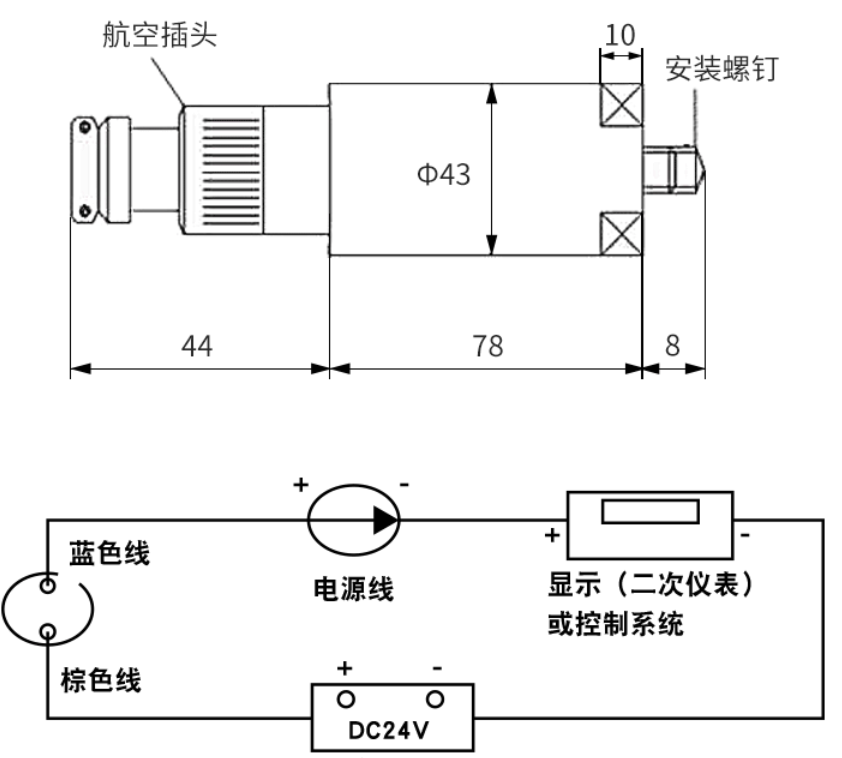 航空插头
10
安装螺钉
Φ43
44
78
8
+ -
蓝色线
+ -
电源线
显示（二次仪表）
或控制系统
棕色线
+ -
DC24V